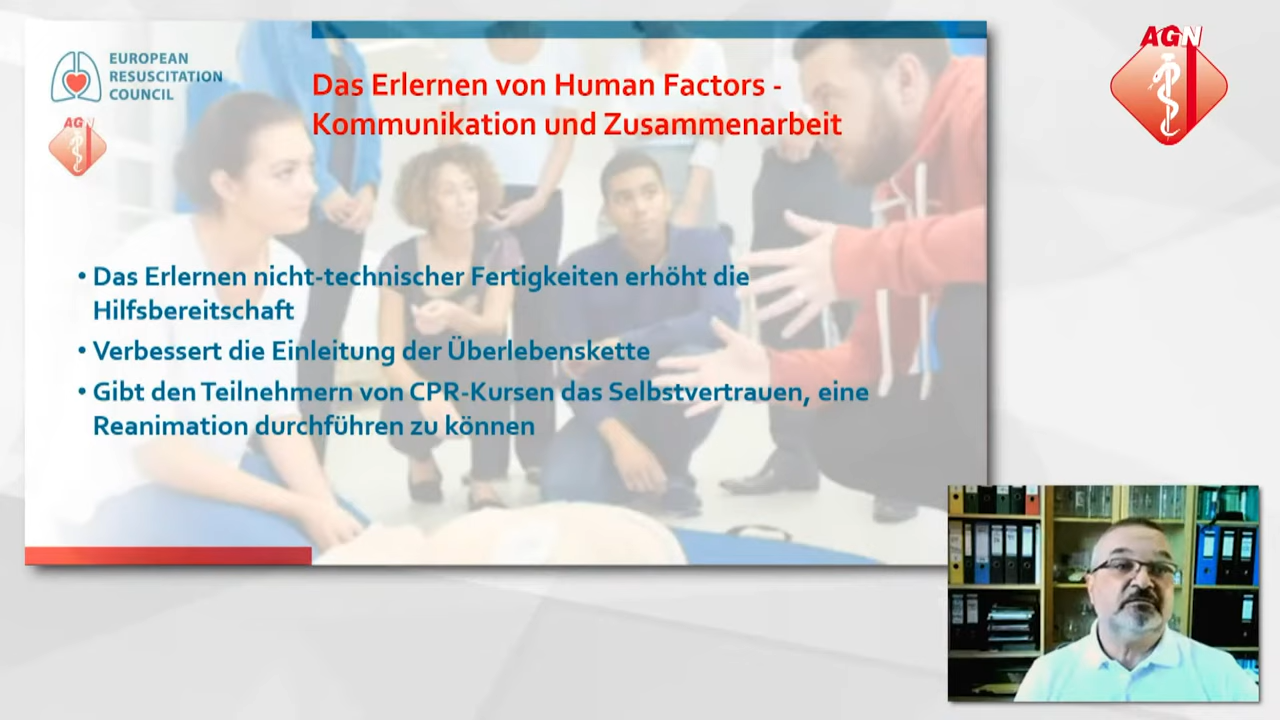 EUROPEAN
RESUSCITATION
COUNCIL
AGN
Das Erlernen von Human Factors -
Kommunikation und Zusammenarbeit
• Das Erlernen nicht-technischer Fertigkeiten erhöht die
Hilfsbereitschaft
• Verbessert die Einleitung der Überlebenskette
• Gibt den Teilnehmern von CPR-Kursen das Selbstvertrauen, eine
Reanimation durchführen zu können
AGN